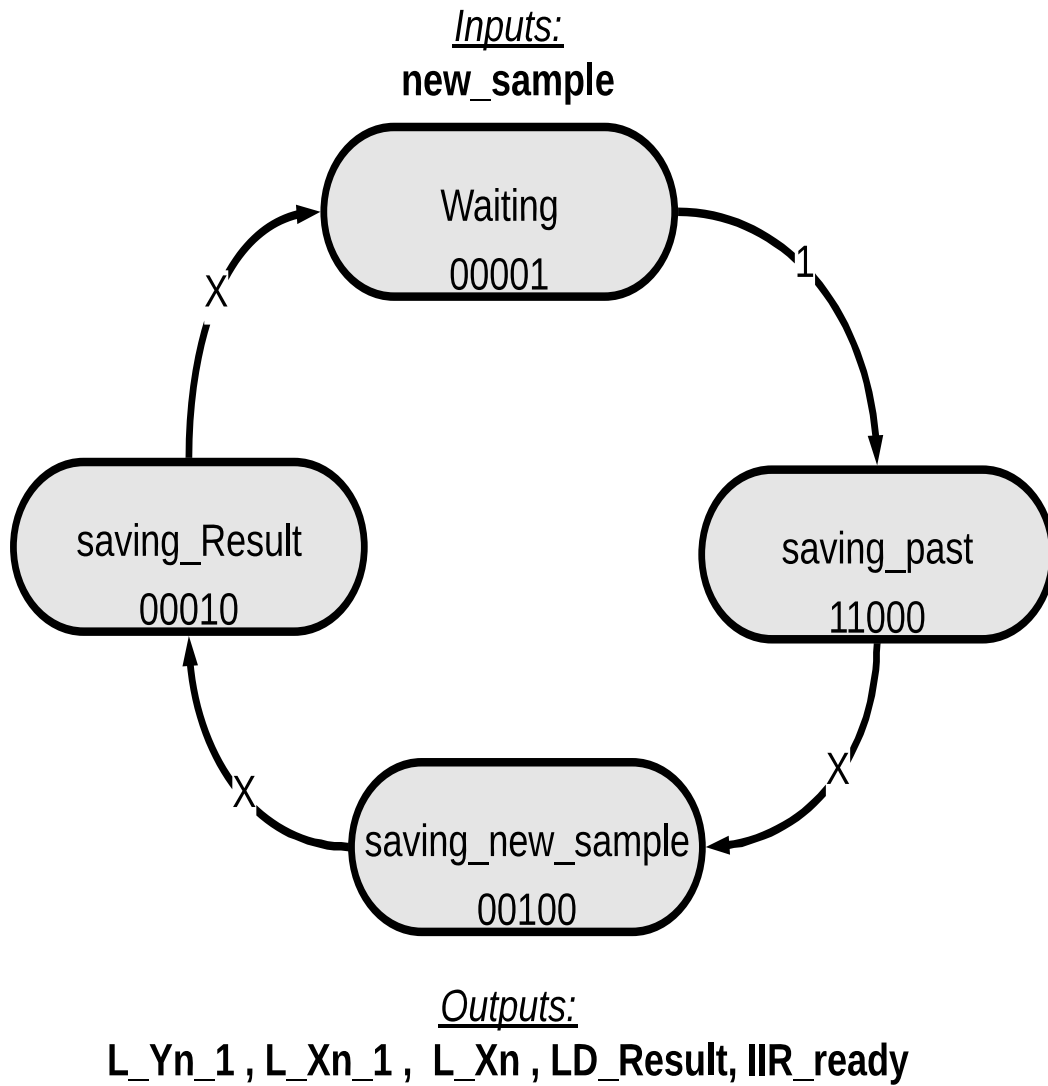 Inputs:
new_sample
Waiting
00001
1
X
saving_Result
00010
saving_past
11000
X
X
saving_new_sample
00100
Outputs:
L_Yn_1 , L_Xn_1 , L_Xn , LD_Result, IIR_ready